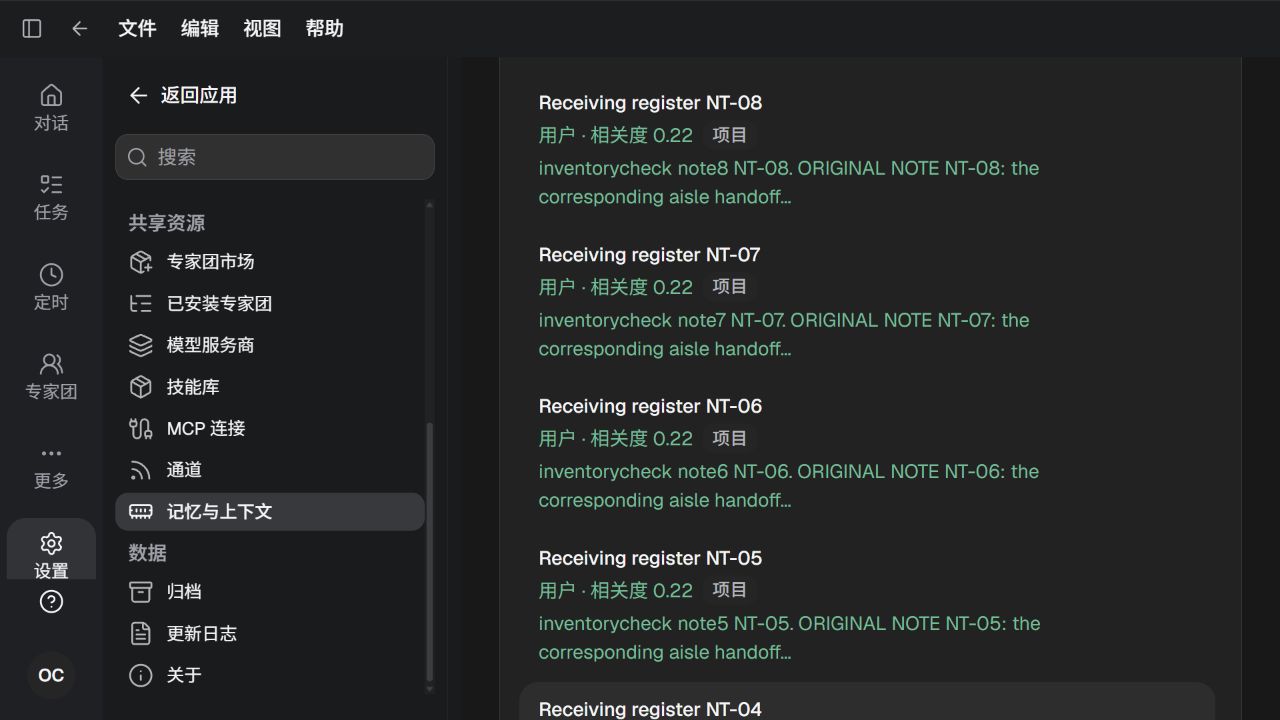 文件 编辑 视图 帮助
对话
任务
定时
专家团
更多
设置
OC
返回应用
搜索
共享资源
专家团市场
已安装专家团
模型服务商
技能库
MCP 连接
通道
记忆与上下文
数据
归档
更新日志
关于
Receiving register NT-08
用户 · 相关度 0.22 项目
inventorycheck note8 NT-08. ORIGINAL NOTE NT-08: the
corresponding aisle handoff...
Receiving register NT-07
用户 · 相关度 0.22 项目
inventorycheck note7 NT-07. ORIGINAL NOTE NT-07: the
corresponding aisle handoff...
Receiving register NT-06
用户 · 相关度 0.22 项目
inventorycheck note6 NT-06. ORIGINAL NOTE NT-06: the
corresponding aisle handoff...
Receiving register NT-05
用户 · 相关度 0.22 项目
inventorycheck note5 NT-05. ORIGINAL NOTE NT-05: the
corresponding aisle handoff...
Receiving register NT-04